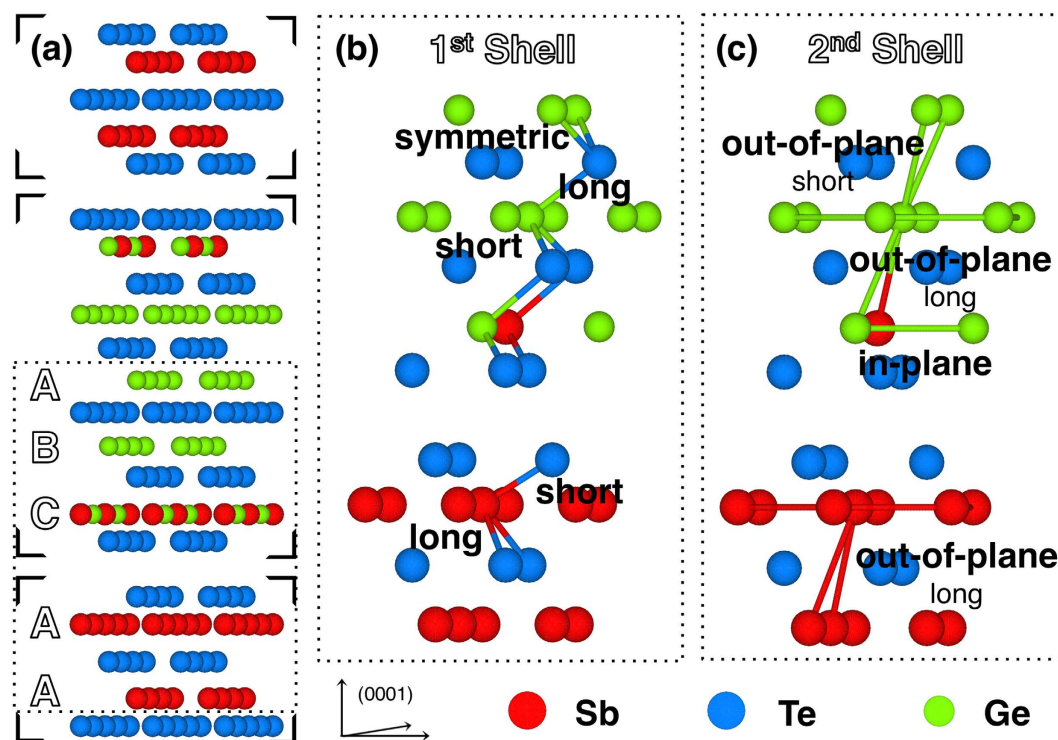 (a)
A
B
C
A
A
(b)
1st Shell
symmetric
long
short
short
long
(c)
2nd Shell
out-of-plane
short
out-of-plane
long
in-plane
out-of-plane
long
(0001)
Sb
Te
Ge